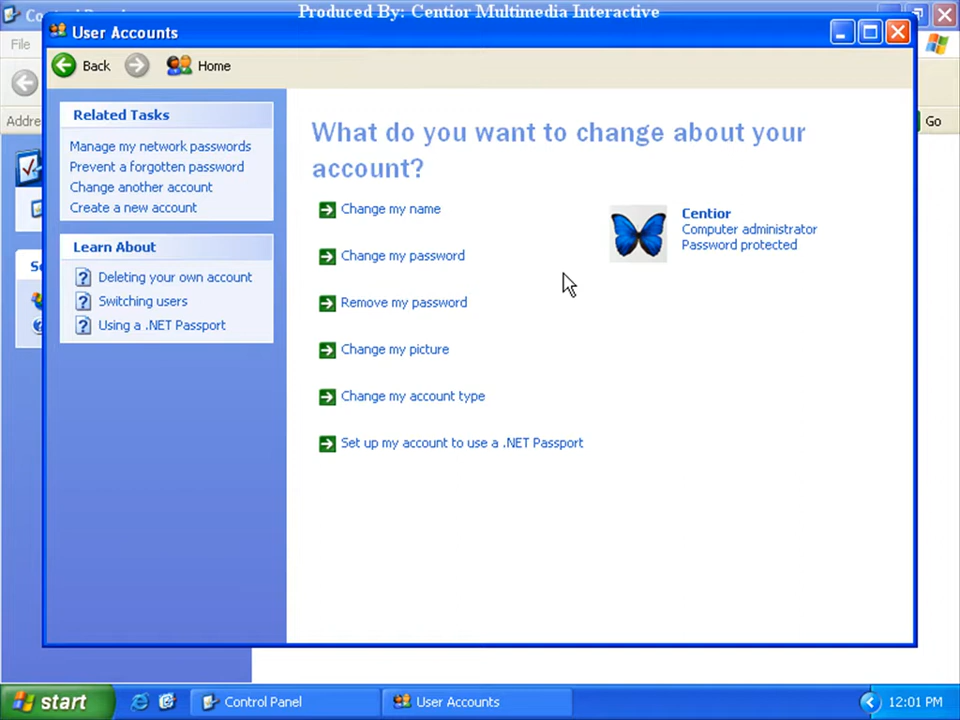 Produced By: Centior Multimedia Interactive
User Accounts
File
Back
Home
Addre
Go
Related Tasks
Manage my network passwords
Prevent a forgotten password
Change another account
Create a new account
Learn About
Deleting your own account
Switching users
Using a .NET Passport
What do you want to change about your
account?
Change my name
Change my password
Remove my password
Change my picture
Change my account type
Set up my account to use a .NET Passport
Centior
Computer administrator
Password protected
start
Control Panel
User Accounts
12:01 PM